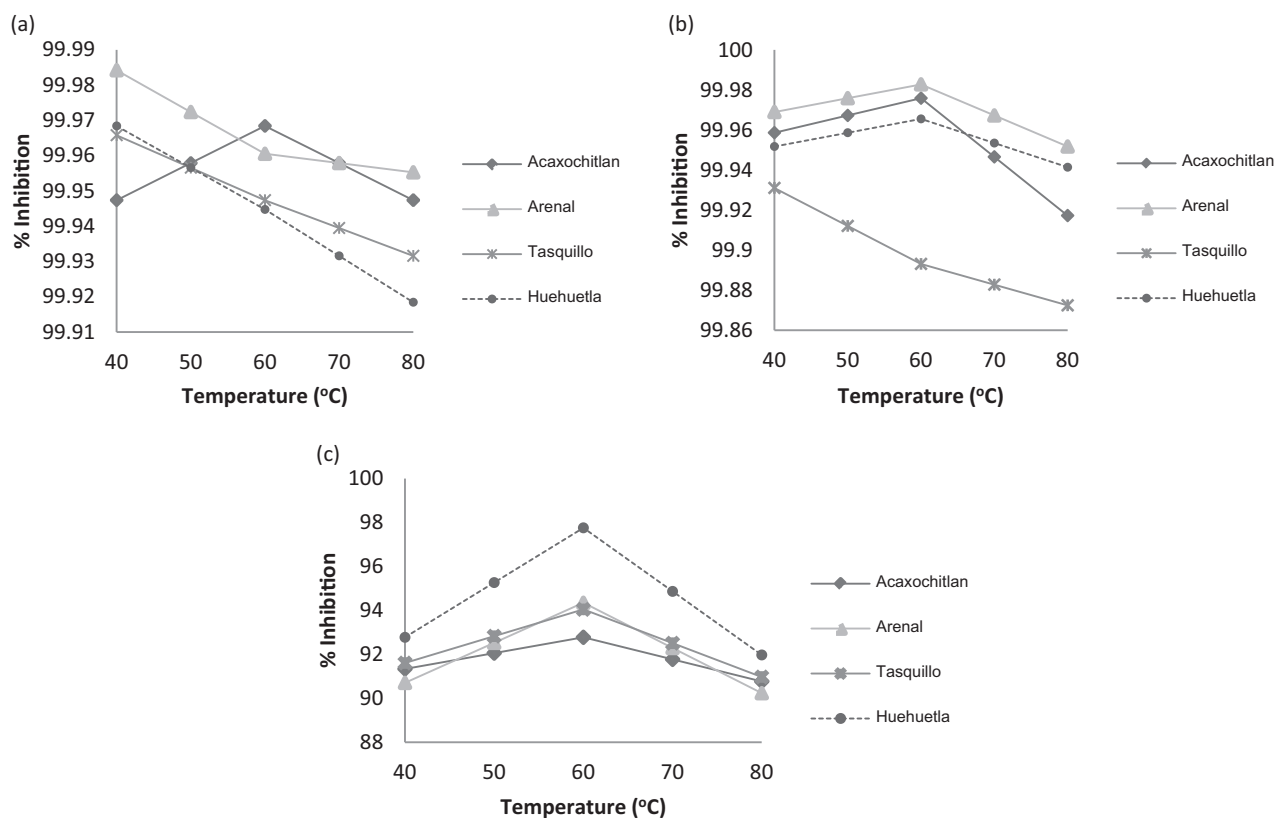 (a)
% Inhibition
99.99
99.98
99.97
99.96
99.95
99.94
99.93
99.92
99.91
40 50 60 70 80
Temperature (°C)
Acaxochitlan
Arenal
Tasquillo
Huehuetla
(b)
% Inhibition
100
99.98
99.96
99.94
99.92
99.9
99.88
99.86
40 50 60 70 80
Temperature (°C)
Acaxochitlan
Arenal
Tasquillo
Huehuetla
(c)
% Inhibition
100
98
96
94
92
90
88
40 50 60 70 80
Temperature (°C)
Acaxochitlan
Arenal
Tasquillo
Huehuetla